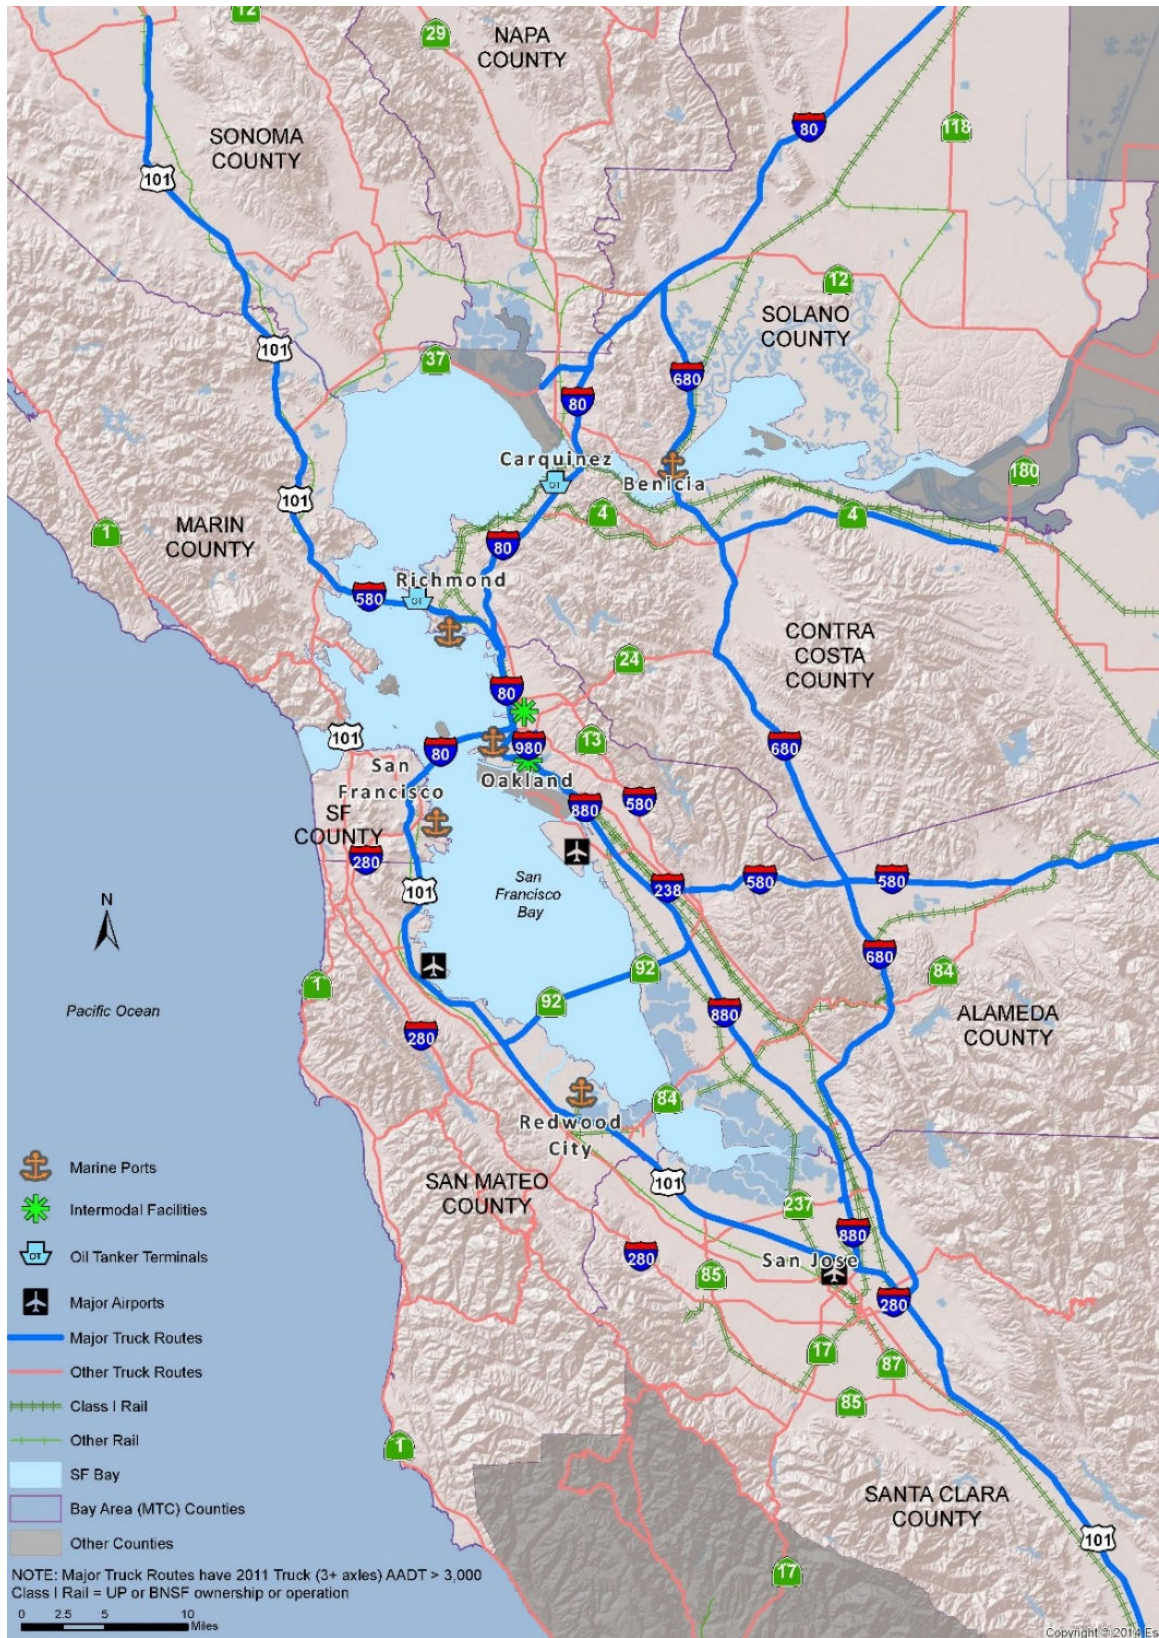 12
29
NAPA
COUNTY
80
118
SONOMA
COUNTY
101
12
SOLANO
COUNTY
101
37
680
80
Carquinez
OT
Benicia
180
101
4
4
MARIN
COUNTY
1
80
Richmond
580
OT
CONTRA
COSTA
COUNTY
24
80
101
80
980
13
680
San
Francisco
Oakland
580
880
SF
COUNTY
280
San
Francisco
Bay
101
238
580
580
N
680
92
84
1
92
880
Pacific Ocean
ALAMEDA
COUNTY
280
84
Redwood
City
101
SAN MATEO
COUNTY
237
880
280
San Jose
85
280
17
87
85
1
SANTA CLARA
COUNTY
101
17
Marine Ports
Intermodal Facilities
OT
Oil Tanker Terminals
Major Airports
Major Truck Routes
Other Truck Routes
Class I Rail
Other Rail
SF Bay
Bay Area (MTC) Counties
Other Counties
NOTE: Major Truck Routes have 2011 Truck (3+ axles) AADT > 3,000
Class I Rail = UP or BNSF ownership or operation
0 2.5 5 10
Miles
Copyright © 2014 Es